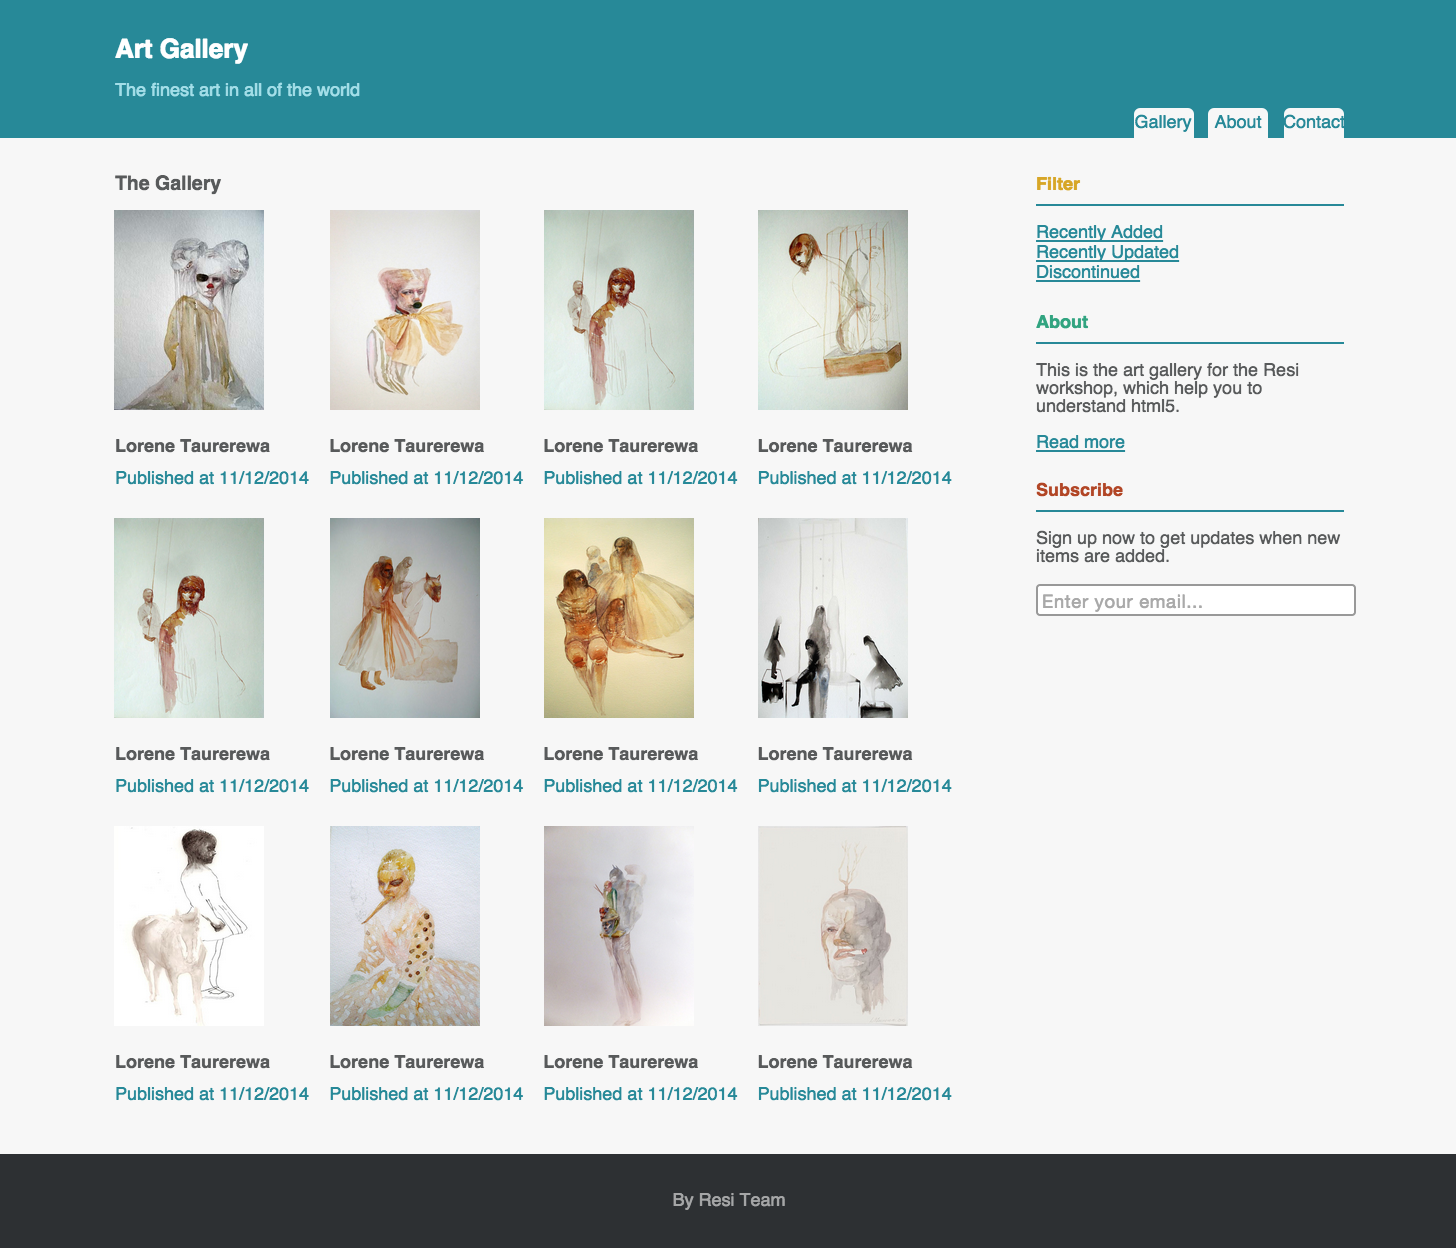 Art Gallery
The finest art in all of the world
Gallery About Contact
The Gallery
Lorene Taurerewa Lorene Taurerewa Lorene Taurerewa Lorene Taurerewa
Published at 11/12/2014 Published at 11/12/2014 Published at 11/12/2014 Published at 11/12/2014
Lorene Taurerewa Lorene Taurerewa Lorene Taurerewa Lorene Taurerewa
Published at 11/12/2014 Published at 11/12/2014 Published at 11/12/2014 Published at 11/12/2014
Lorene Taurerewa Lorene Taurerewa Lorene Taurerewa Lorene Taurerewa
Published at 11/12/2014 Published at 11/12/2014 Published at 11/12/2014 Published at 11/12/2014
Filter
Recently Added
Recently Updated
Discontinued
About
This is the art gallery for the Resi
workshop, which help you to
understand html5.
Read more
Subscribe
Sign up now to get updates when new
items are added.
Enter your email...
By Resi Team